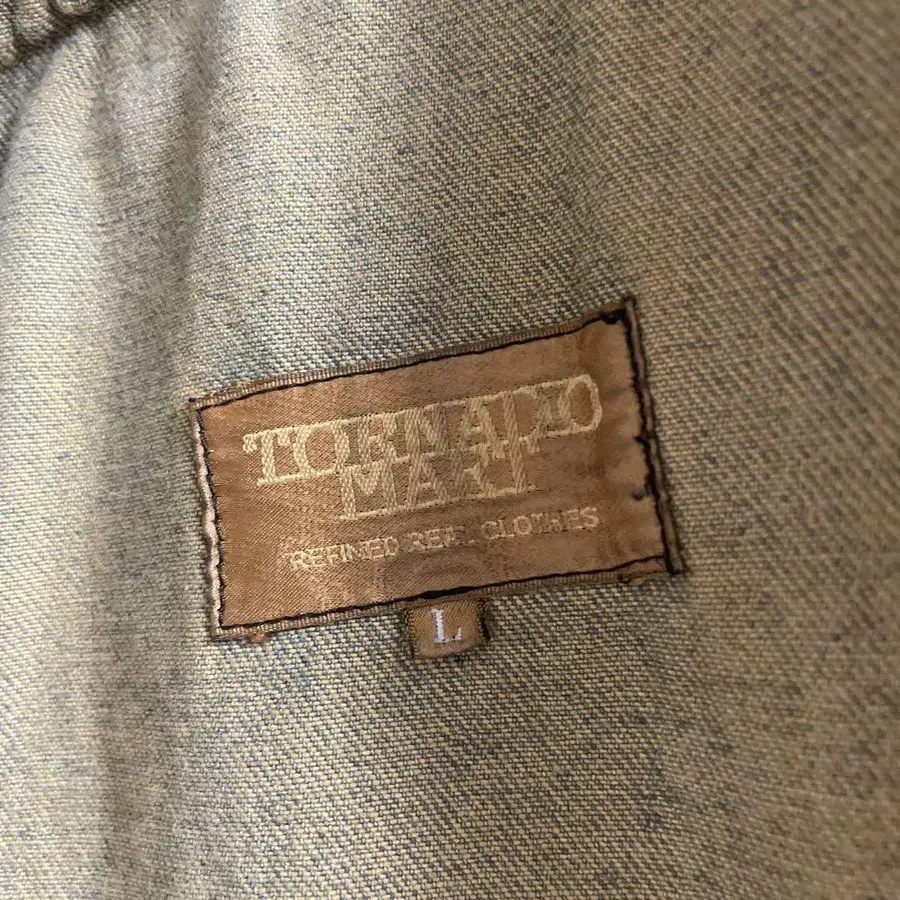 TORNADO
MART
REFINED REAL CLOTHES
L